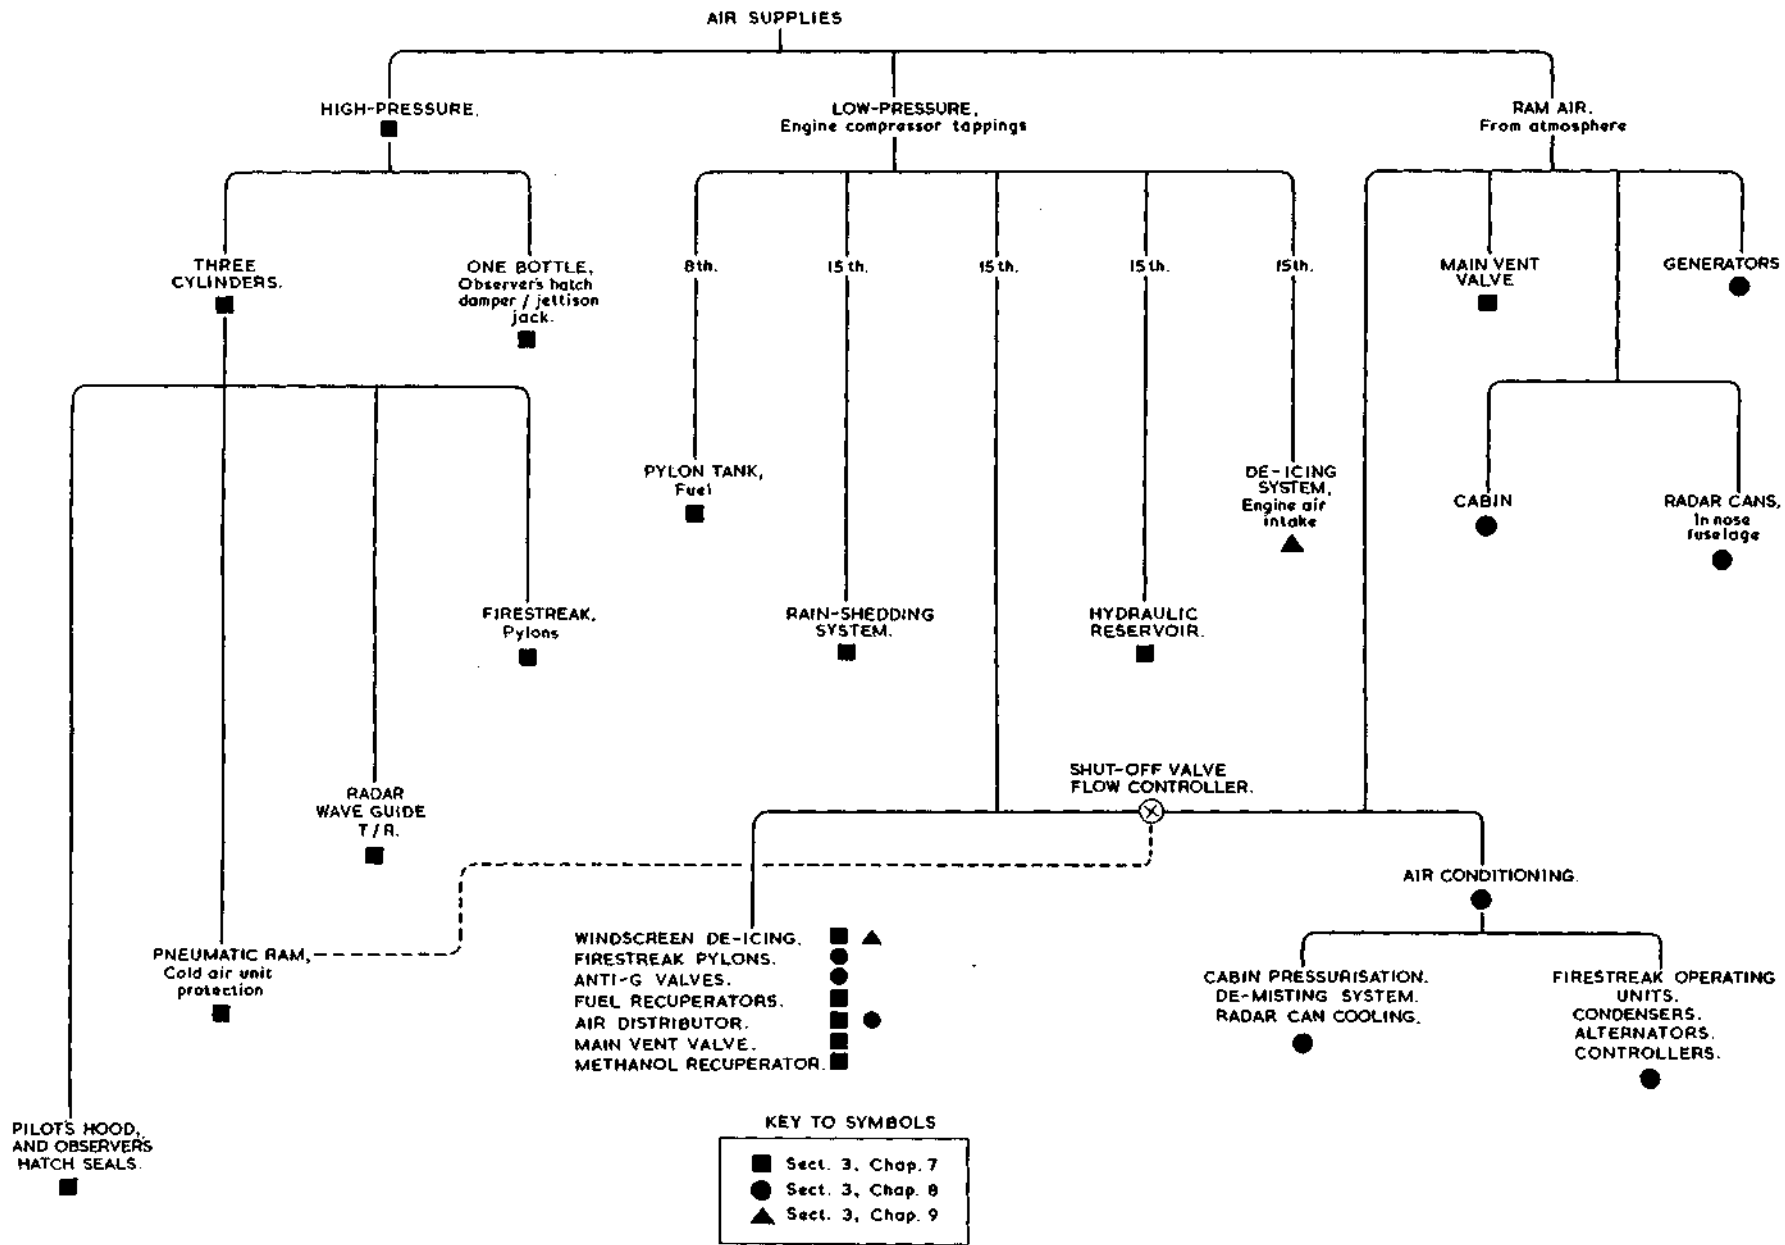 AIR SUPPLIES
HIGH-PRESSURE.
LOW-PRESSURE,
Engine compressor tappings
RAM AIR.
From atmosphere
THREE
CYLINDERS.
ONE BOTTLE,
Observer's hatch
damper / jettison
jack.
8th.
15th.
15th.
15th.
15th.
MAIN VENT
VALVE
GENERATORS
PYLON TANK,
Fuel
DE-ICING
SYSTEM,
Engine air
intake
CABIN
RADAR CANS,
In nose
fuselage
FIRESTREAK,
Pylons
RAIN-SHEDDING
SYSTEM.
HYDRAULIC
RESERVOIR.
RADAR
WAVE GUIDE
T/R.
SHUT-OFF VALVE
FLOW CONTROLLER.
AIR CONDITIONING.
PNEUMATIC RAM,
Cold air unit
protection
WINDSCREEN DE-ICING.
FIRESTREAK PYLONS.
ANTI-G VALVES.
FUEL RECUPERATORS.
AIR DISTRIBUTOR.
MAIN VENT VALVE.
METHANOL RECUPERATOR.
CABIN PRESSURISATION.
DE-MISTING SYSTEM.
RADAR CAN COOLING.
FIRESTREAK OPERATING
UNITS.
CONDENSERS.
ALTERNATORS.
CONTROLLERS.
PILOT'S HOOD,
AND OBSERVERS
HATCH SEALS.
KEY TO SYMBOLS
Sect. 3, Chap. 7
Sect. 3, Chap. 8
Sect. 3, Chap. 9